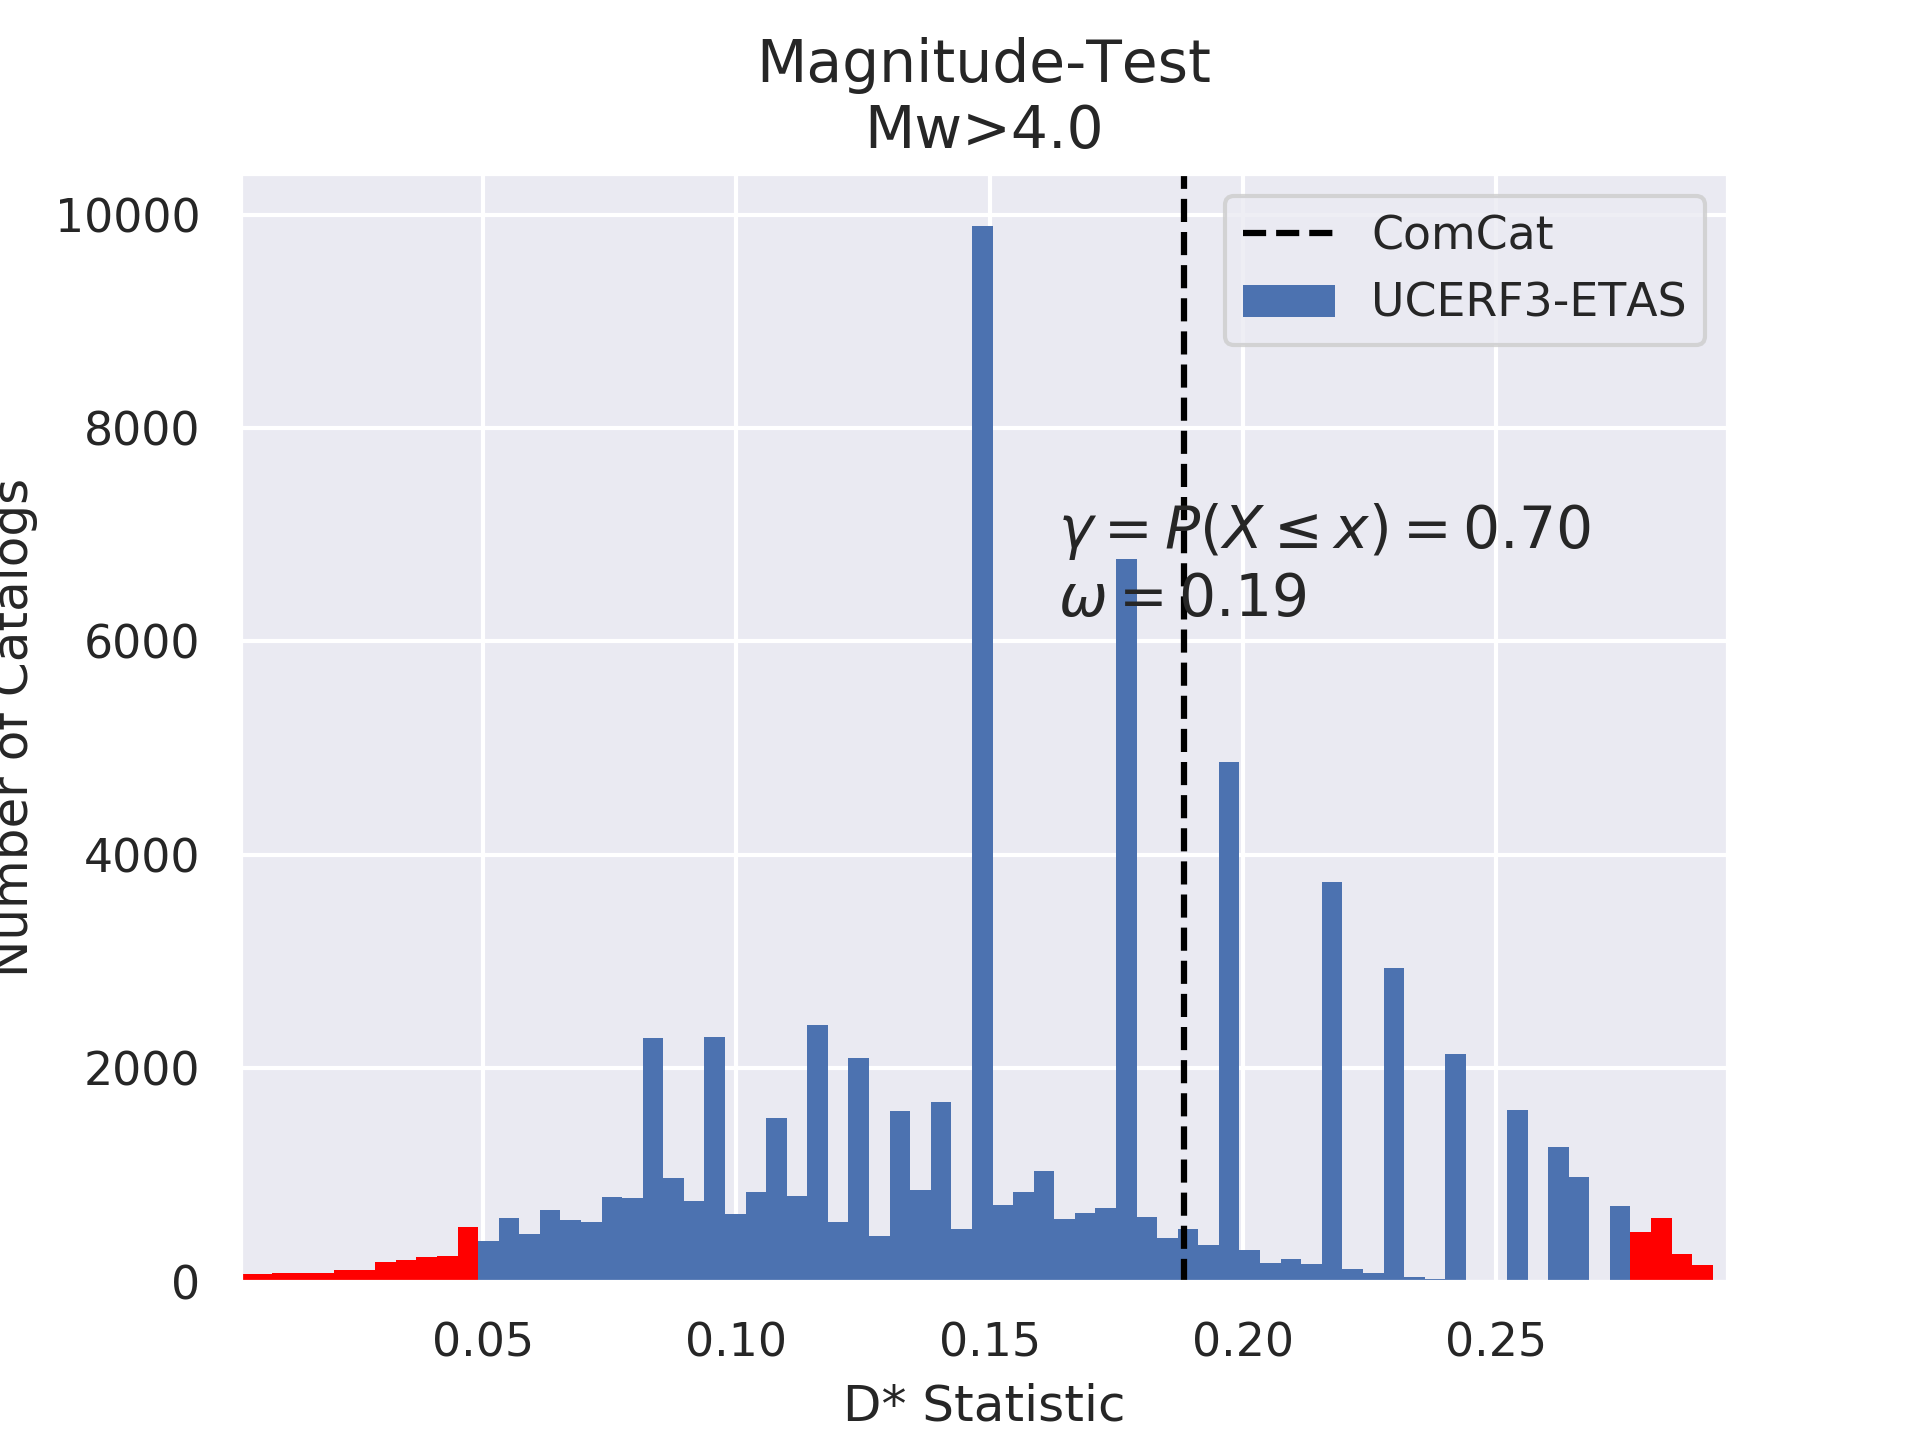 Magnitude-Test
Mw>4.0
10000
8000
6000
4000
2000
0
Number of Catalogs
ComCat
UCERF3-ETAS
γ = P(X ≤ x) = 0.70
ω = 0.19
0.05 0.10 0.15 0.20 0.25
D* Statistic